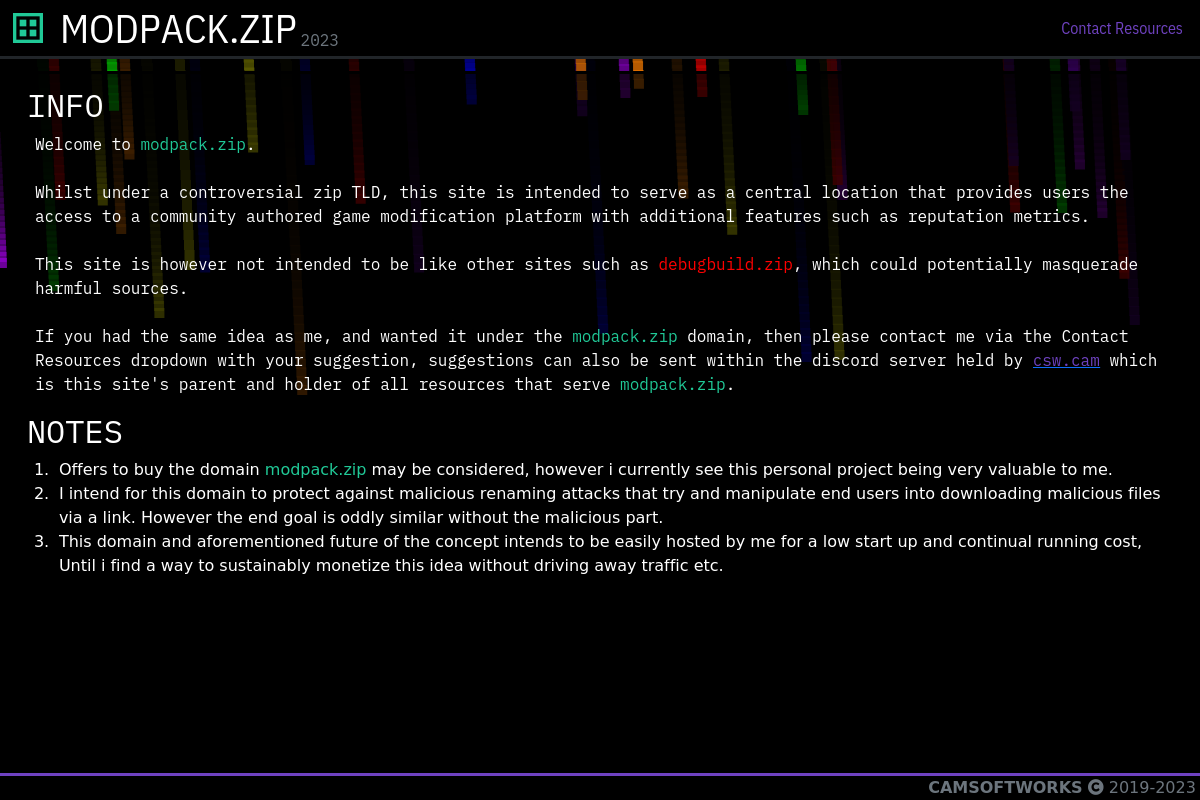 MODPACK.ZIP 2023
Contact Resources
INFO
Welcome to modpack.zip.
Whilst under a controversial zip TLD, this site is intended to serve as a central location that provides users the
access to a community authored game modification platform with additional features such as reputation metrics.
This site is however not intended to be like other sites such as debugbuild.zip, which could potentially masquerade
harmful sources.
If you had the same idea as me, and wanted it under the modpack.zip domain, then please contact me via the Contact
Resources dropdown with your suggestion, suggestions can also be sent within the discord server held by csw.cam which
is this site's parent and holder of all resources that serve modpack.zip.
NOTES
1. Offers to buy the domain modpack.zip may be considered, however i currently see this personal project being very valuable to me.
2. I intend for this domain to protect against malicious renaming attacks that try and manipulate end users into downloading malicious files
via a link. However the end goal is oddly similar without the malicious part.
3. This domain and aforementioned future of the concept intends to be easily hosted by me for a low start up and continual running cost,
Until i find a way to sustainably monetize this idea without driving away traffic etc.
CAMSOFTWORKS © 2019-2023